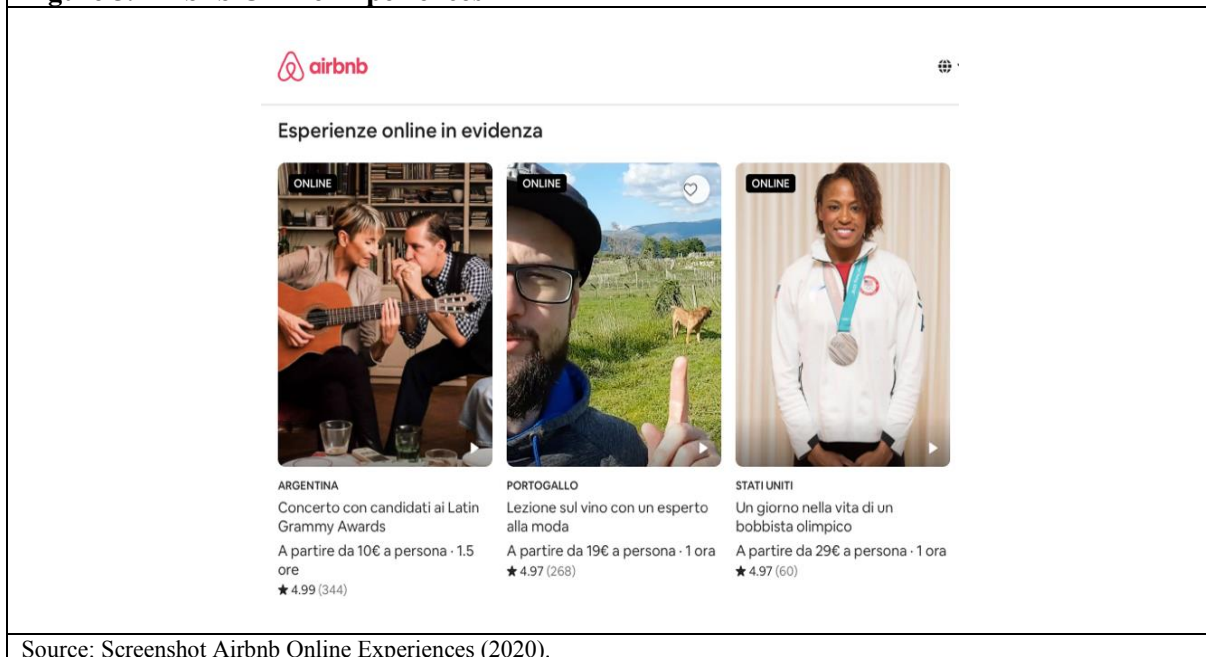 airbnb
Esperienze online in evidenza
ONLINE
ARGENTINA
Concerto con candidati ai Latin
Grammy Awards
A partire da 10€ a persona · 1.5
ore
★ 4.99 (344)
ONLINE
PORTOGALLO
Lezione sul vino con un esperto
alla moda
A partire da 19€ a persona · 1 ora
★ 4.97 (268)
ONLINE
STATI UNITI
Un giorno nella vita di un
bobbista olimpico
A partire da 29€ a persona · 1 ora
★ 4.97 (60)
Source: Screenshot Airbnb Online Experiences (2020).